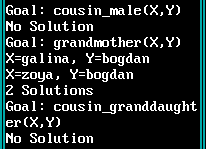 Goal: cousin_male(X,Y)
No Solution
Goal: grandmother(X,Y)
X=galina, Y=bogdan
X=zoya, Y=bogdan
2 Solutions
Goal: cousin_granddaught
er(X,Y)
No Solution